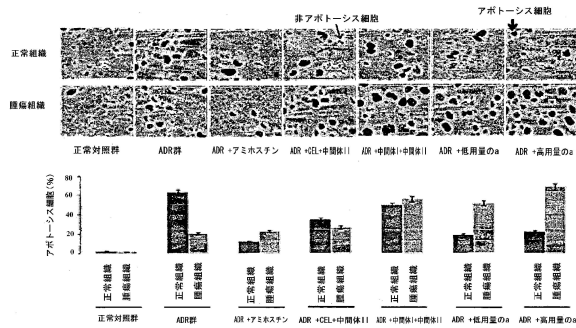 非アポトーシス細胞
アポトーシス細胞
正常組織
腫瘍組織
正常対照群
ADR群
ADR +アミホスチン
ADR +CEL+中間体II
ADR +中間体I+中間体II
ADR +低用量のa
ADR +高用量のa
アポトーシス細胞(%)
80
60
40
20
0
正常組織
腫瘍組織
正常組織
腫瘍組織
正常組織
腫瘍組織
正常組織
腫瘍組織
正常組織
腫瘍組織
正常組織
腫瘍組織
正常組織
腫瘍組織
正常対照群
ADR群
ADR +アミホスチン
ADR +CEL+中間体II
ADR +中間体I+中間体II
ADR +低用量のa
ADR +高用量のa